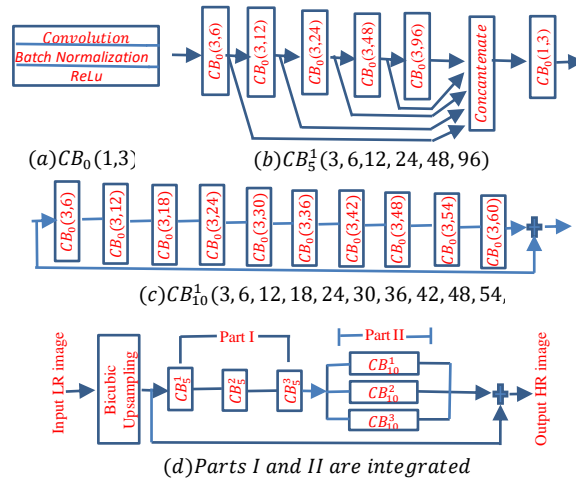 Convolution
Batch Normalization
ReLu
CB₀(3,6)
CB₀(3,12)
CB₀(3,24)
CB₀(3,48)
CB₀(3,96)
Concantenate
CB₀(1,3)
(a)CB₀(1,3)
(b)CB₅¹(3,6,12, 24, 48, 96)
CB₀(3,6)
CB₀(3,12)
CB₀(3,18)
CB₀(3,24)
CB₀(3,30)
CB₀(3,36)
CB₀(3,42)
CB₀(3,48)
CB₀(3,54)
CB₀(3,60)
(c)CB₁₀¹(3, 6, 12, 18, 24, 30, 36, 42, 48, 54,
Input LR image
Bicubic Upsampling
Part I
CB₅¹
CB₅²
CB₅³
Part II
CB₁₀¹
CB₁₀²
CB₁₀³
Output HR image
(d)Parts I and II are integrated